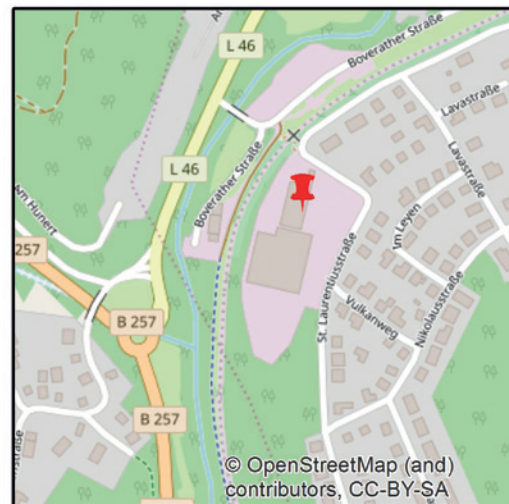 L 46
Boverather Straße
Lavastraße
L 46
Lavastraße
Boverather Straße
Am Hunert
Im Leyen
257
St. Laurentiusstraße
Nikolausstraße
B 257
Vulkanweg
B 257
© OpenStreetMap (and)
contributors, CC-BY-SA